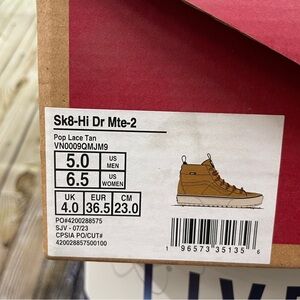 Sk8-Hi Dr Mte-2
Pop Lace Tan
VN0009QMJM9
5.0 US MEN
6.5 US WOMEN
UK EUR CM
4.0 36.5 23.0
PO#4200288575
SJV - 07/23
CPSIA PO/CUT#
420028857500100
1 96573 35135 6